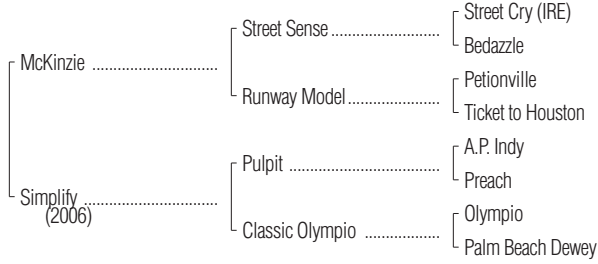 Street Cry (IRE)
Street Sense ........................
Bedazzle
McKinzie ............................
Petionville
Runway Model........................
Ticket to Houston
A.P. Indy
Pulpit ..................................
Preach
Simplify ..............................
(2006)
Olympio
Classic Olympio .................
Palm Beach Dewey